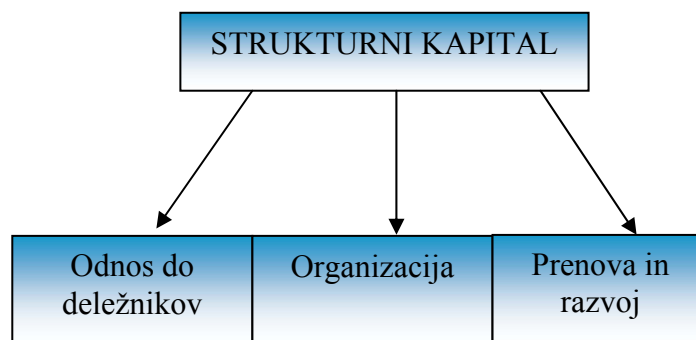 STRUKTURNI KAPITAL
Odnos do
deležnikov
Organizacija
Prenova in
razvoj